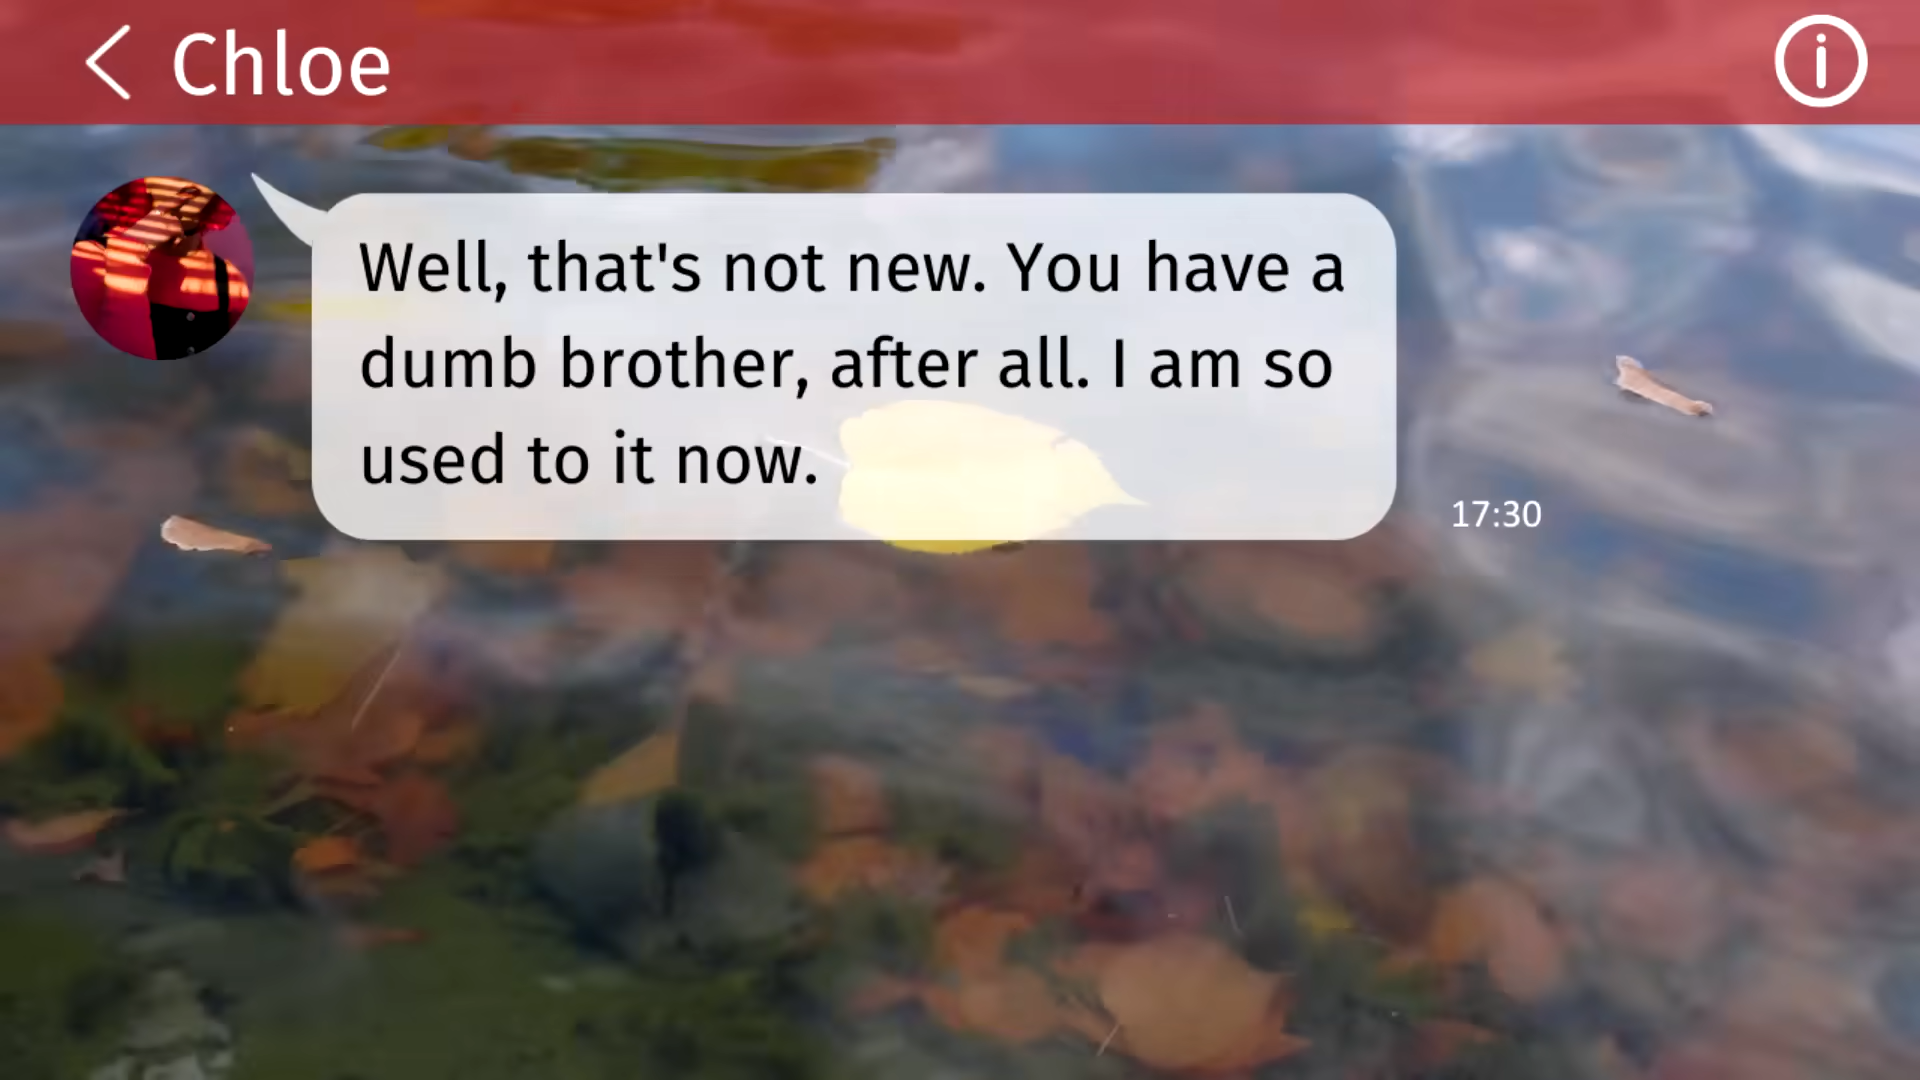 Chloe
Well, that's not new. You have a
dumb brother, after all. I am so
used to it now.
17:30